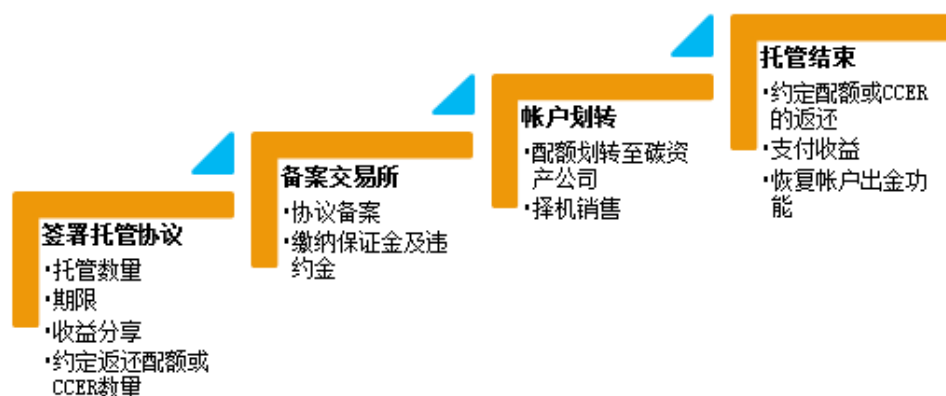 签署托管协议
·托管数量
·期限
·收益分享
·约定返还配额或
CCER数量
备案交易所
·协议备案
·缴纳保证金及违
约金
帐户划转
·配额划转至碳资
产公司
·择机销售
托管结束
·约定配额或CCER
的返还
·支付收益
·恢复帐户出金功
能